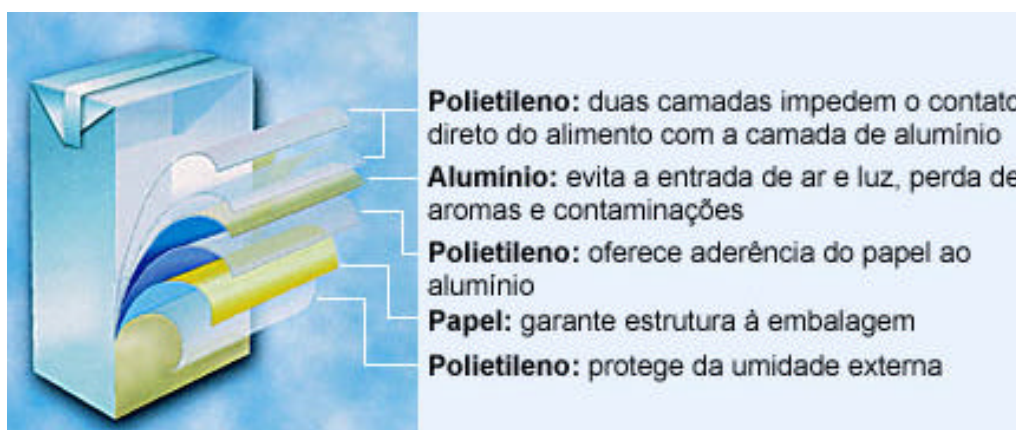 Polietileno: duas camadas impedem o contato
direto do alimento com a camada de alumínio
Alumínio: evita a entrada de ar e luz, perda de
aromas e contaminações
Polietileno: oferece aderência do papel ao
alumínio
Papel: garante estrutura à embalagem
Polietileno: protege da umidade externa